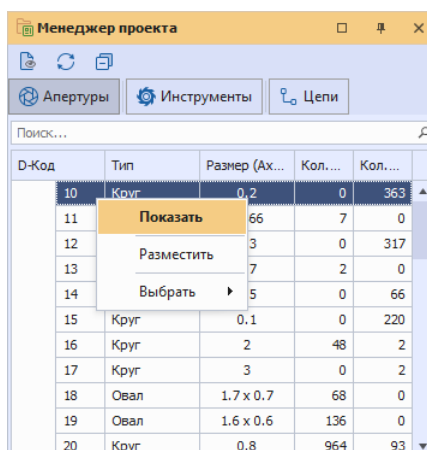 Менеджер проекта
Апертуры Инструменты Цепи
Поиск...
D-Код Тип Размер (Ax... Кол.... Кол....
10 Круг 0.2 0 363
11 66 7 0
12 3 0 317
13 7 2 0
14 5 0 66
15 Круг 0.1 0 220
16 Круг 2 48 2
17 Круг 3 0 2
18 Овал 1.7 x 0.7 68 0
19 Овал 1.6 x 0.6 136 0
20 Круг 0.8 964 93
Показать
Разместить
Выбрать